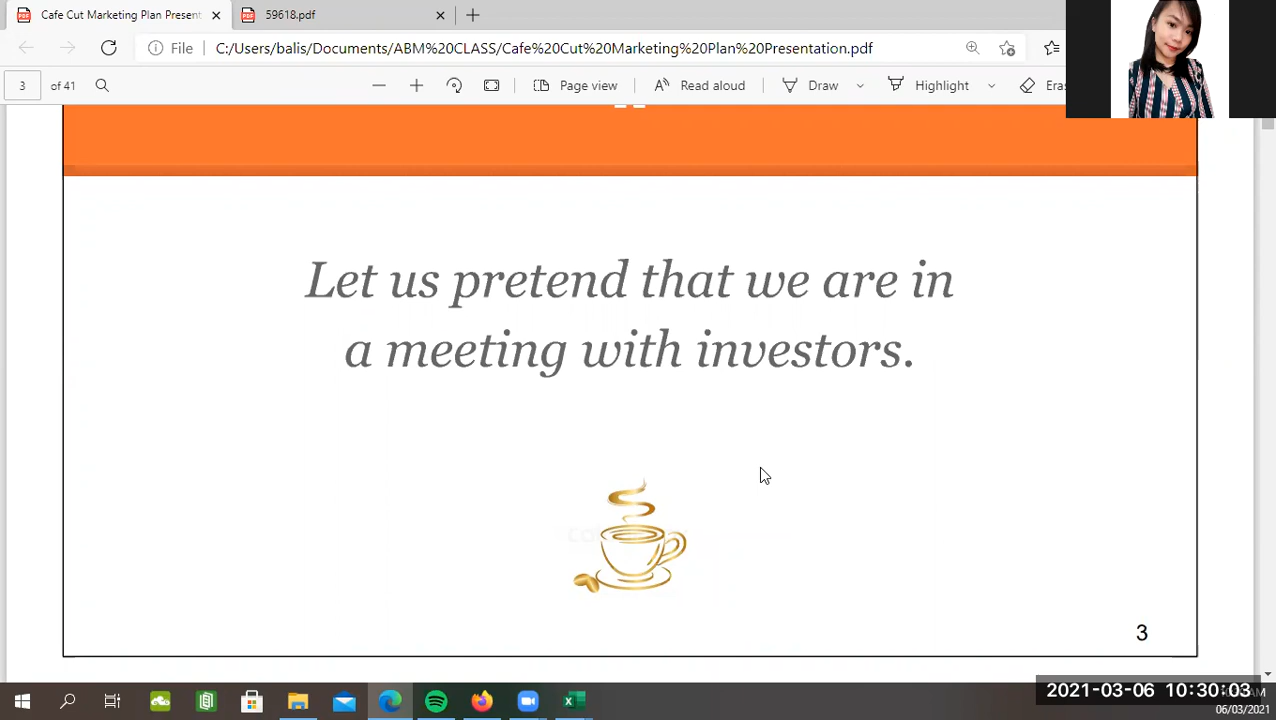 Cafe Cut Marketing Plan Present
59618.pdf
File
C:/Users/balis/Documents/ABM%20CLASS/Cafe%20Cut%20Marketing%20Plan%20Presentation.pdf
3 of 41
Page view
Read aloud
Draw
Highlight
Let us pretend that we are in
a meeting with investors.
3
2021-03-06 10:30:03
06/03/2021